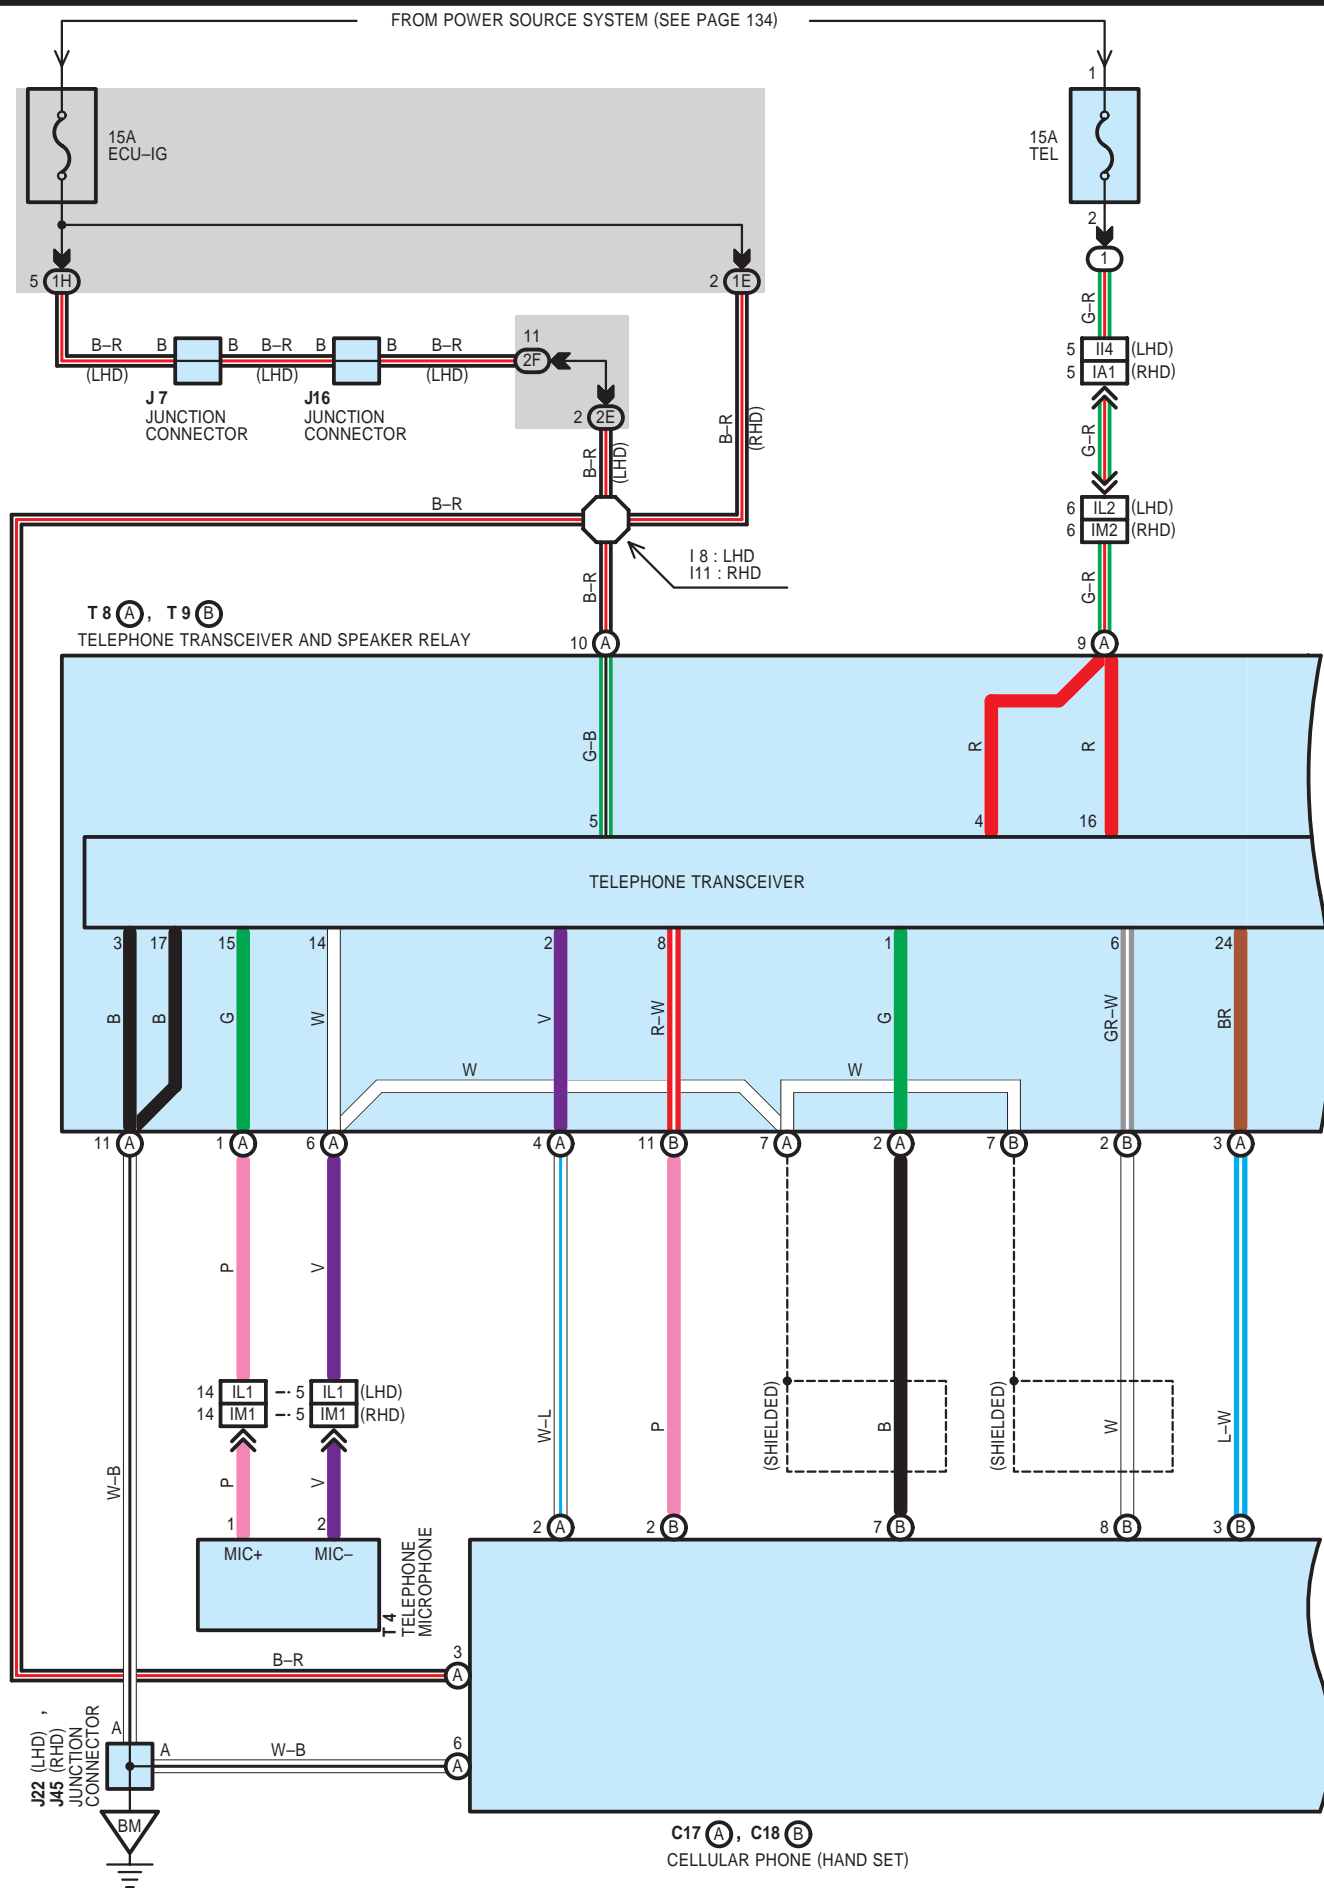 FROM POWER SOURCE SYSTEM (SEE PAGE 134)
1
15A
ECU–IG
15A
TEL
2
5 1H
2 1E
1
G–R
11
2F
B–R B B B–R B B B–R
(LHD) (LHD) (LHD)
J 7
JUNCTION
CONNECTOR
J16
JUNCTION
CONNECTOR
2 2E
B–R
(LHD)
B–R
(RHD)
5 II4 (LHD)
5 IA1 (RHD)
G–R
B–R
6 IL2 (LHD)
6 IM2 (RHD)
I 8 : LHD
I11 : RHD
B–R
G–R
T 8 A , T 9 B
TELEPHONE TRANSCEIVER AND SPEAKER RELAY
10 A
9 A
G–B
R
R
5
4
16
TELEPHONE TRANSCEIVER
3 17 15 14 2 8 1 6 24
B B G W V R–W G GR–W BR
W W
11 A 1 A 6 A 4 A 11 B 7 A 2 A 7 B 2 B 3 A
P V
14 IL1 5 IL1 (LHD)
14 IM1 5 IM1 (RHD)
W–B
P V
W–L
P
(SHIELDED)
B
(SHIELDED)
W
L–W
1 2
MIC+ MIC–
T 4
TELEPHONE
MICROPHONE
2 A 2 B 7 B 8 B 3 B
B–R
3
A
J22 (LHD) ,
J45 (RHD)
JUNCTION
CONNECTOR
A
A
W–B
6
A
BM
C17 A , C18 B
CELLULAR PHONE (HAND SET)